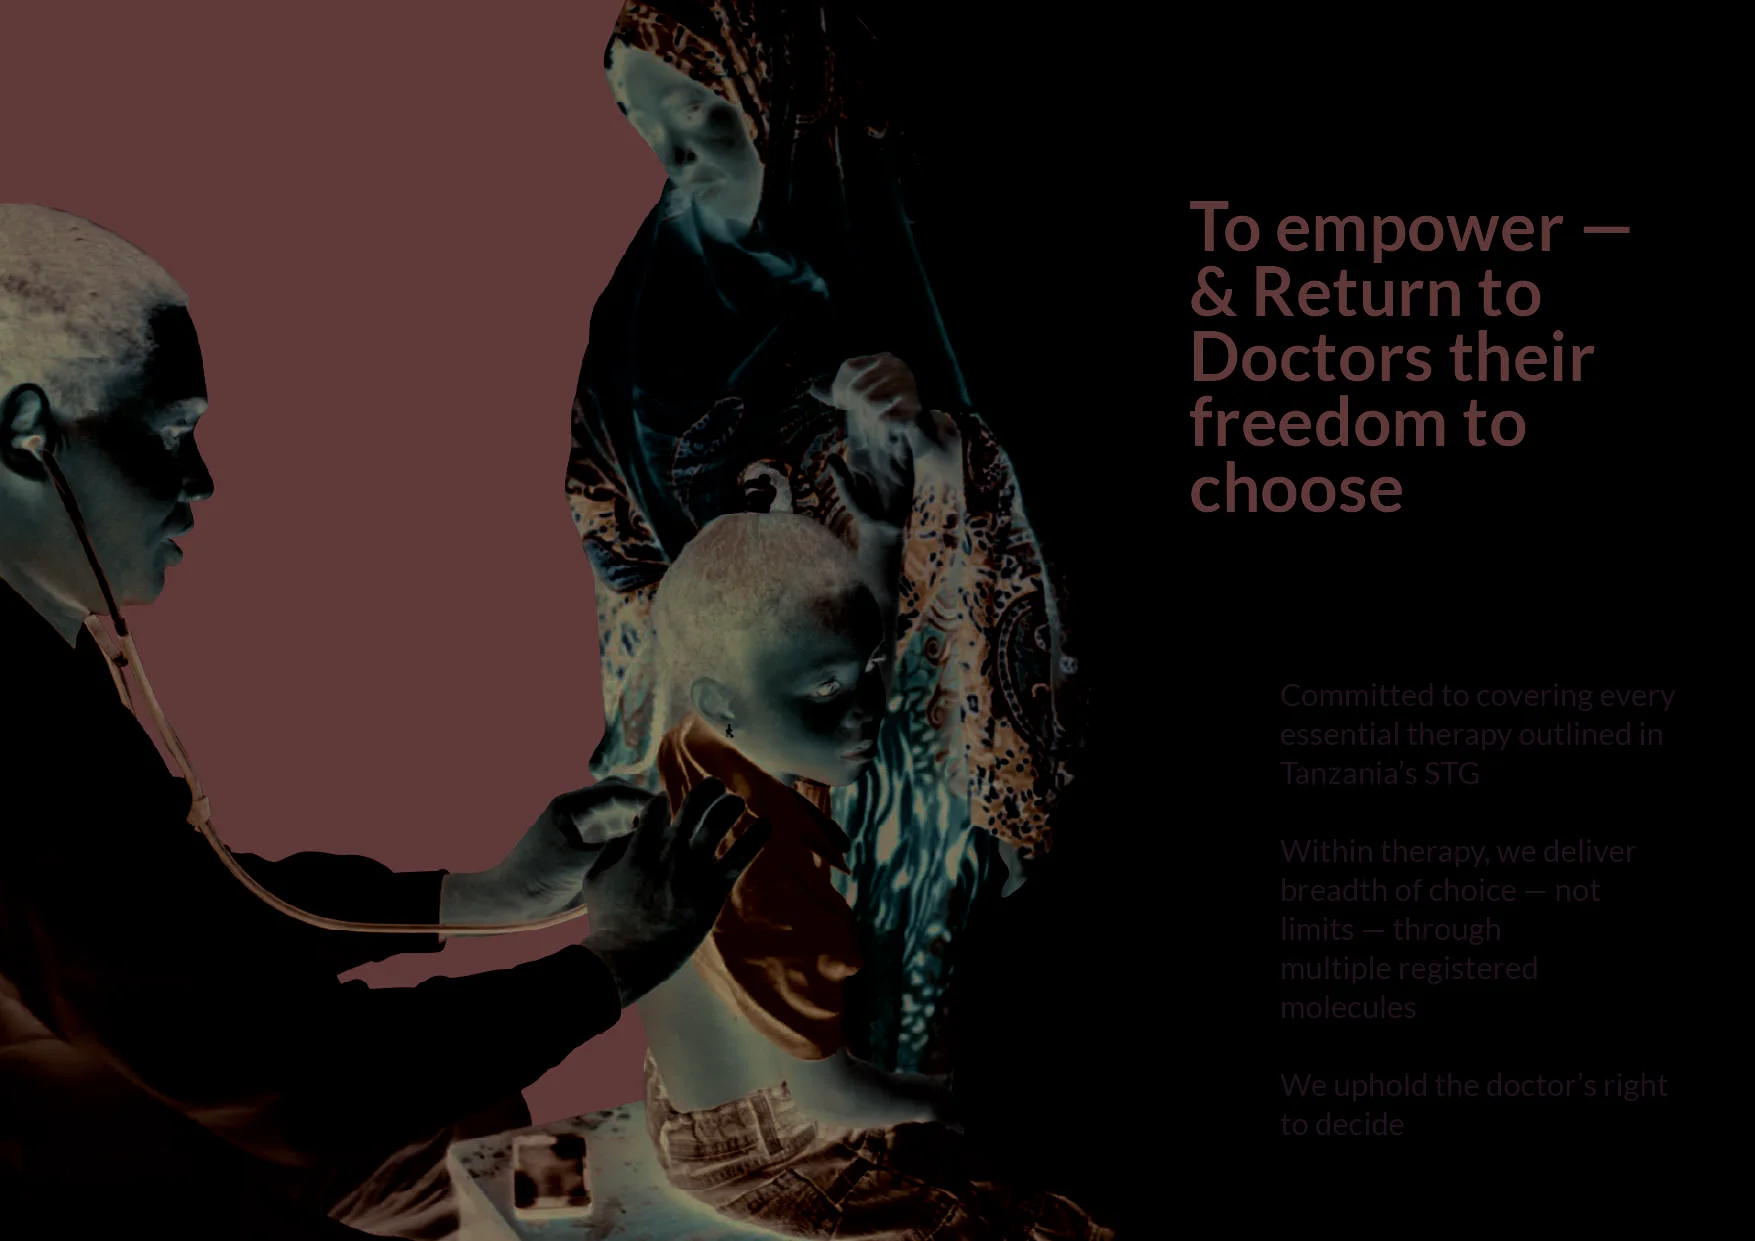 To empower —
& Return to
Doctors their
freedom to
choose
Committed to covering every
essential therapy outlined in
Tanzania’s STG
Within therapy, we deliver
breadth of choice — not
limits — through
multiple registered
molecules
We uphold the doctor’s right
to decide